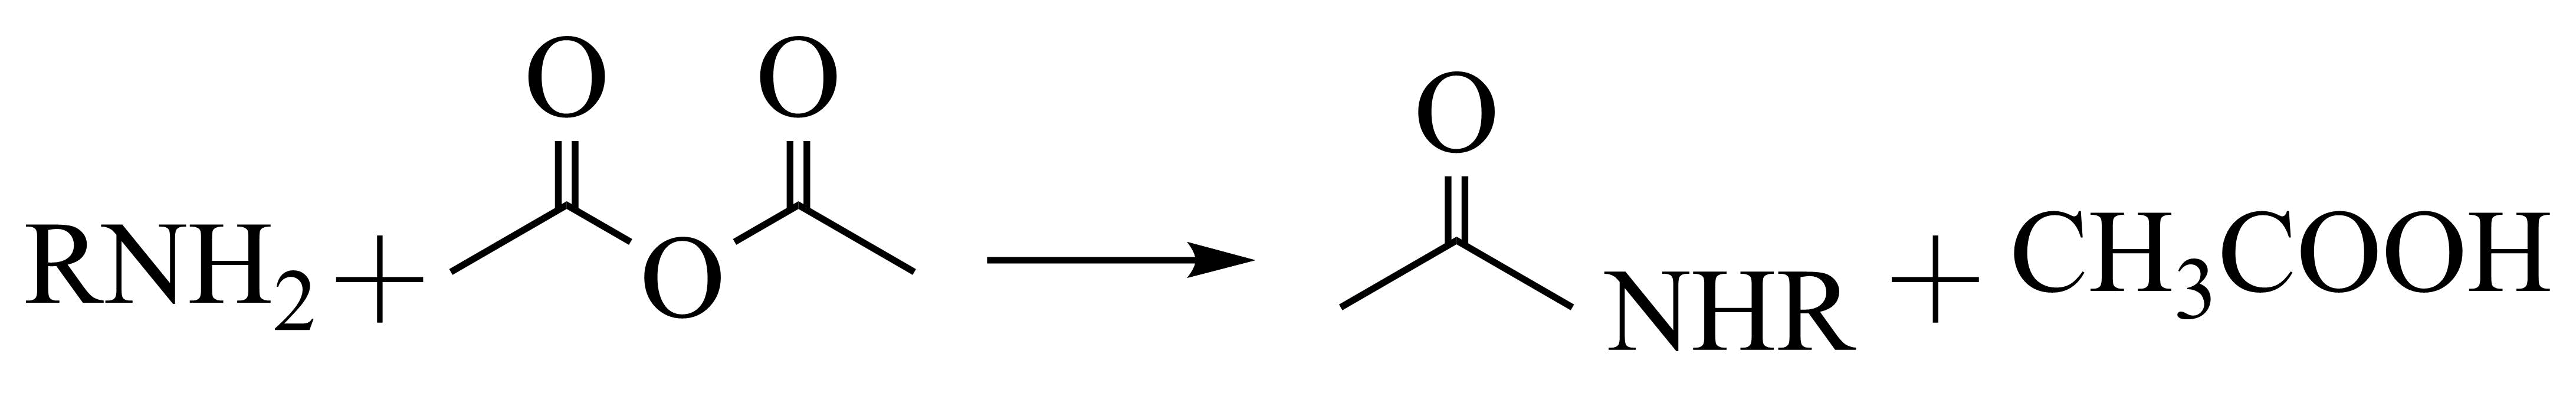 O O O
RNH2 + O NHR + CH3COOH